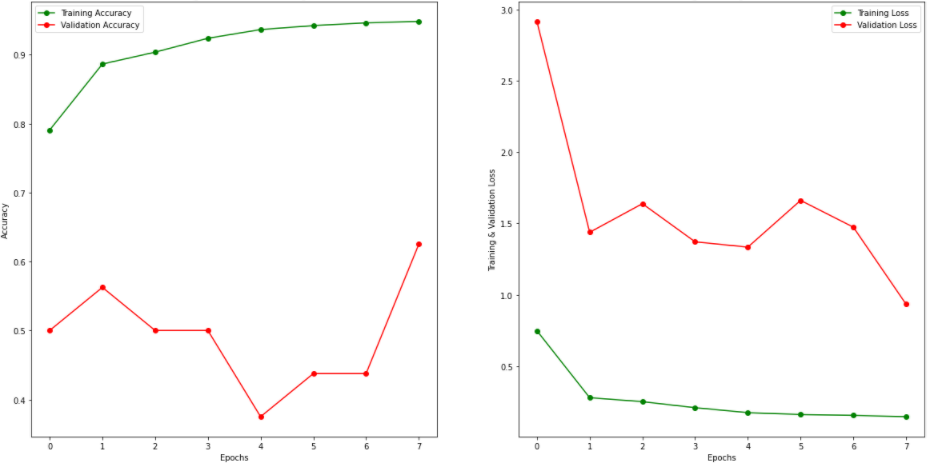 Training Accuracy
Validation Accuracy
0.9
0.8
0.7
0.6
0.5
0.4
Accuracy
0 1 2 3 4 5 6 7
Epochs
Training Loss
Validation Loss
3.0
2.5
2.0
1.5
1.0
0.5
Training & Validation Loss
0 1 2 3 4 5 6 7
Epochs